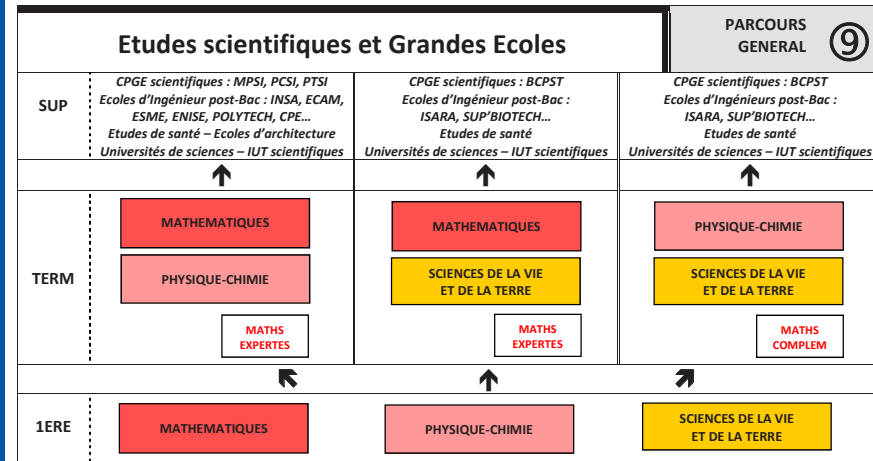 Etudes scientifiques et Grandes Ecoles
PARCOURS
GENERAL
⑨
SUP
CPGE scientifiques : MPSI, PCSI, PTSI
Ecoles d'Ingénieur post-Bac : INSA, ECAM,
ESME, ENISE, POLYTECH, CPE...
Etudes de santé – Ecoles d'architecture
Universités de sciences – IUT scientifiques
CPGE scientifiques : BCPST
Ecoles d'Ingénieur post-Bac :
ISARA, SUP'BIOTECH...
Etudes de santé
Universités de sciences – IUT scientifiques
CPGE scientifiques : BCPST
Ecoles d'Ingénieurs post-Bac :
ISARA, SUP'BIOTECH...
Etudes de santé
Universités de sciences – IUT scientifiques
TERM
MATHEMATIQUES
PHYSIQUE-CHIMIE
MATHS
EXPERTES
MATHEMATIQUES
SCIENCES DE LA VIE
ET DE LA TERRE
MATHS
EXPERTES
PHYSIQUE-CHIMIE
SCIENCES DE LA VIE
ET DE LA TERRE
MATHS
COMPLEM
1ERE
MATHEMATIQUES
PHYSIQUE-CHIMIE
SCIENCES DE LA VIE
ET DE LA TERRE